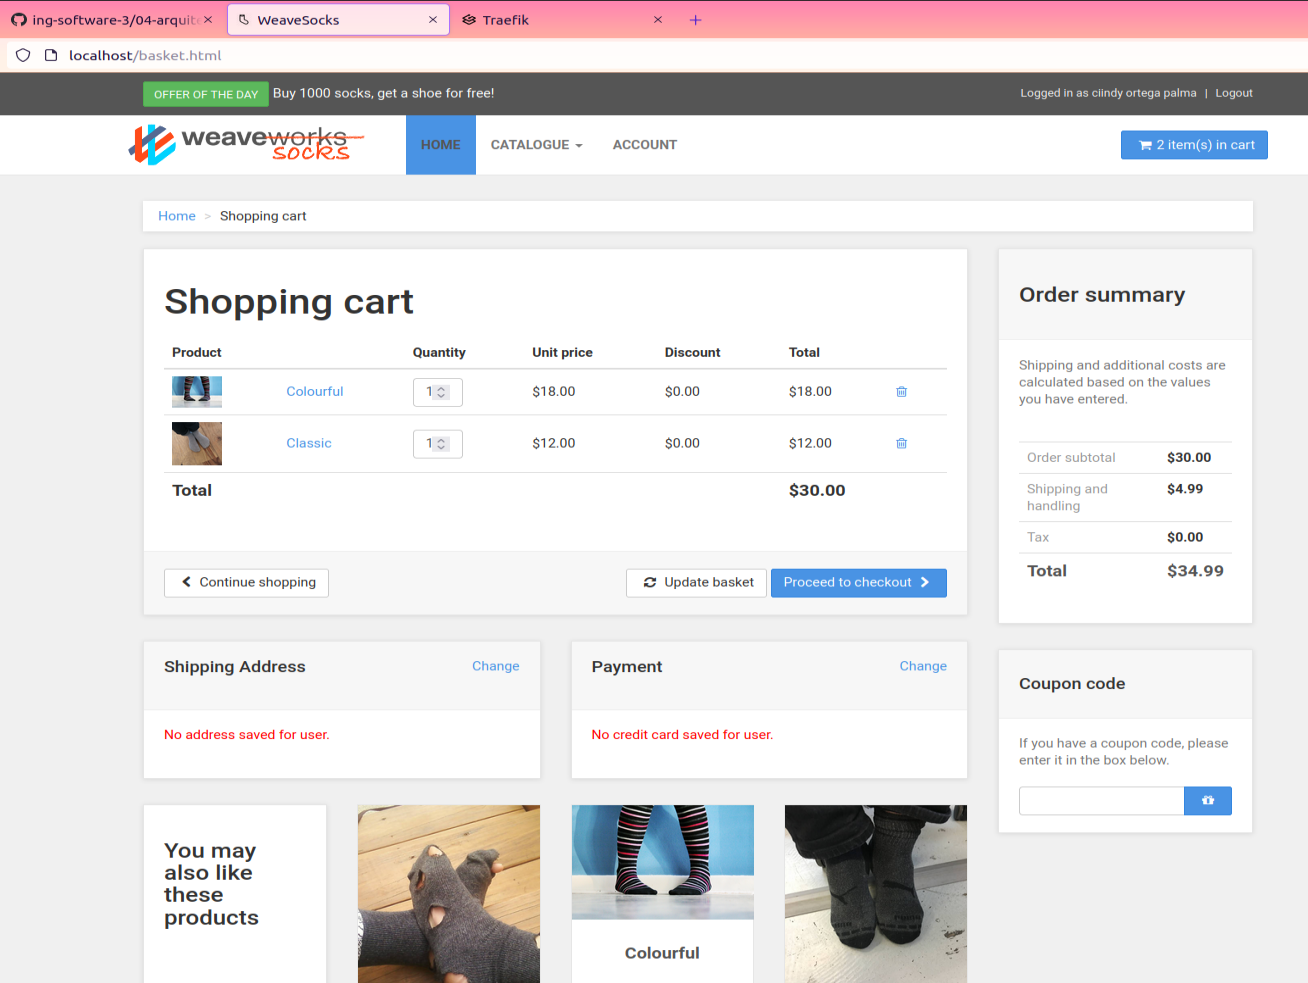 ing-software-3/04-arquit
WeaveSocks
Traefik
localhost/basket.html
OFFER OF THE DAY Buy 1000 socks, get a shoe for free!
Logged in as ciindy ortega palma | Logout
weaveworks
socks
HOME
CATALOGUE
ACCOUNT
2 item(s) in cart
Home > Shopping cart
Shopping cart
Product Quantity Unit price Discount Total
Colourful 1 $18.00 $0.00 $18.00
Classic 1 $12.00 $0.00 $12.00
Total $30.00
Continue shopping
Update basket
Proceed to checkout
Order summary
Shipping and additional costs are
calculated based on the values
you have entered.
Order subtotal $30.00
Shipping and $4.99
handling
Tax $0.00
Total $34.99
Shipping Address Change
No address saved for user.
Payment Change
No credit card saved for user.
Coupon code
If you have a coupon code, please
enter it in the box below.
You may
also like
these
products
Colourful